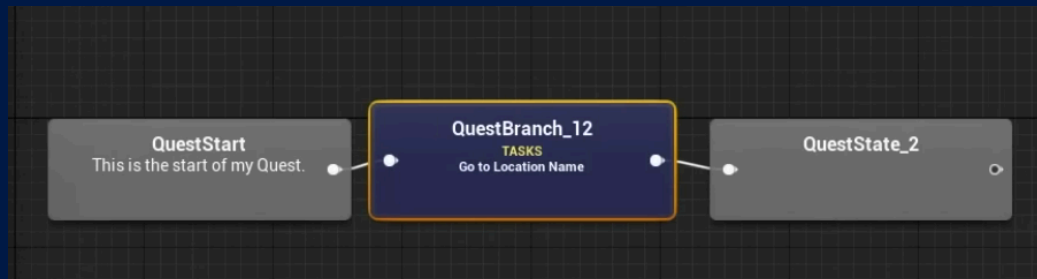 QuestStart
This is the start of my Quest.
QuestBranch_12
TASKS
Go to Location Name
QuestState_2